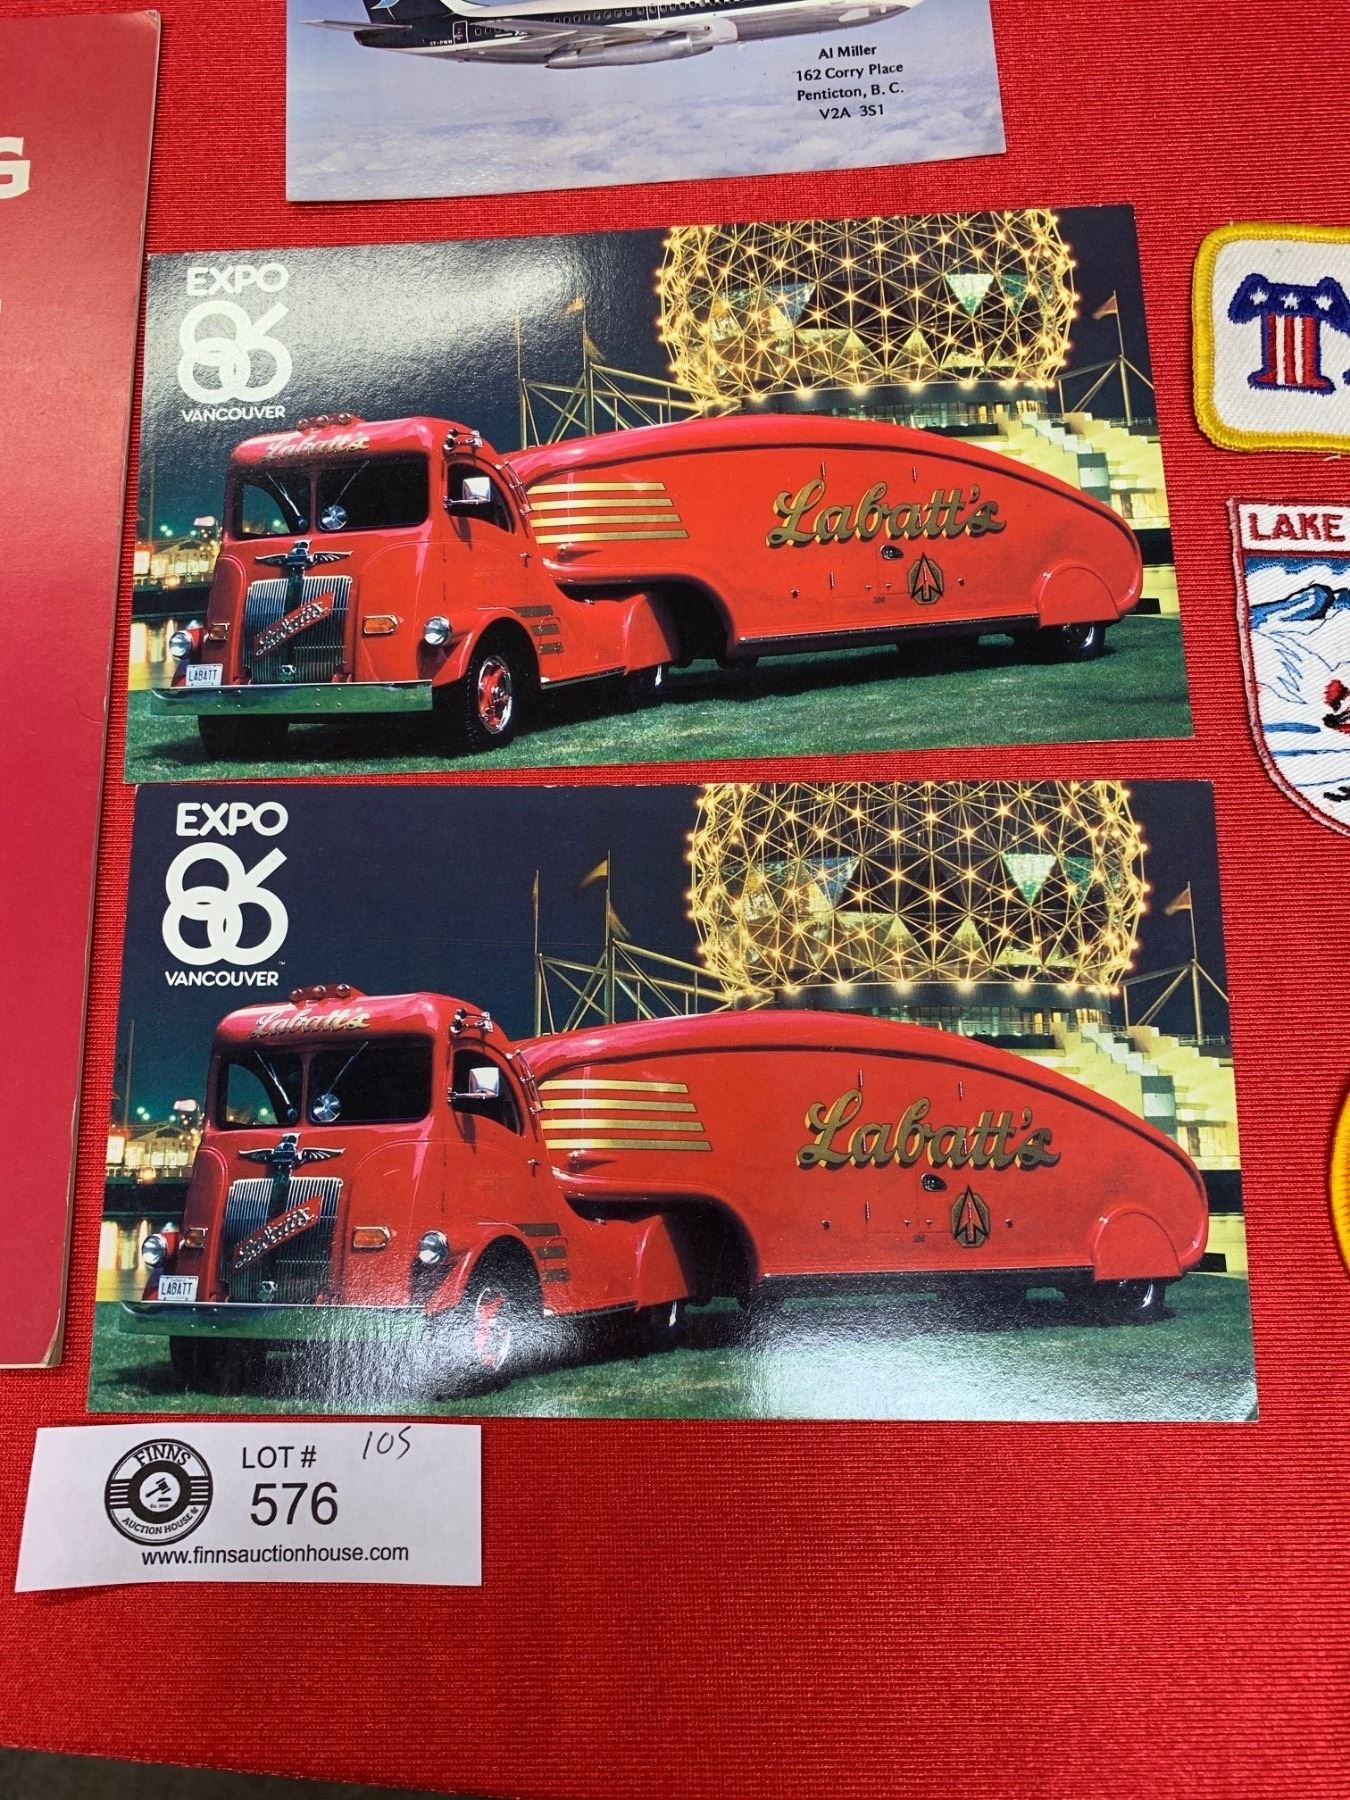 G
Al Miller
162 Corry Place
Penticton, B. C.
V2A 3S1
EXPO
86
VANCOUVER
Labatt's
Labatt's
LABATT
LAKE
EXPO
86
VANCOUVER
TM
Labatt's
Labatt's
LABATT
FINNS
AUCTION HOUSE
LOT #
105
576
www.finnsauctionhouse.com